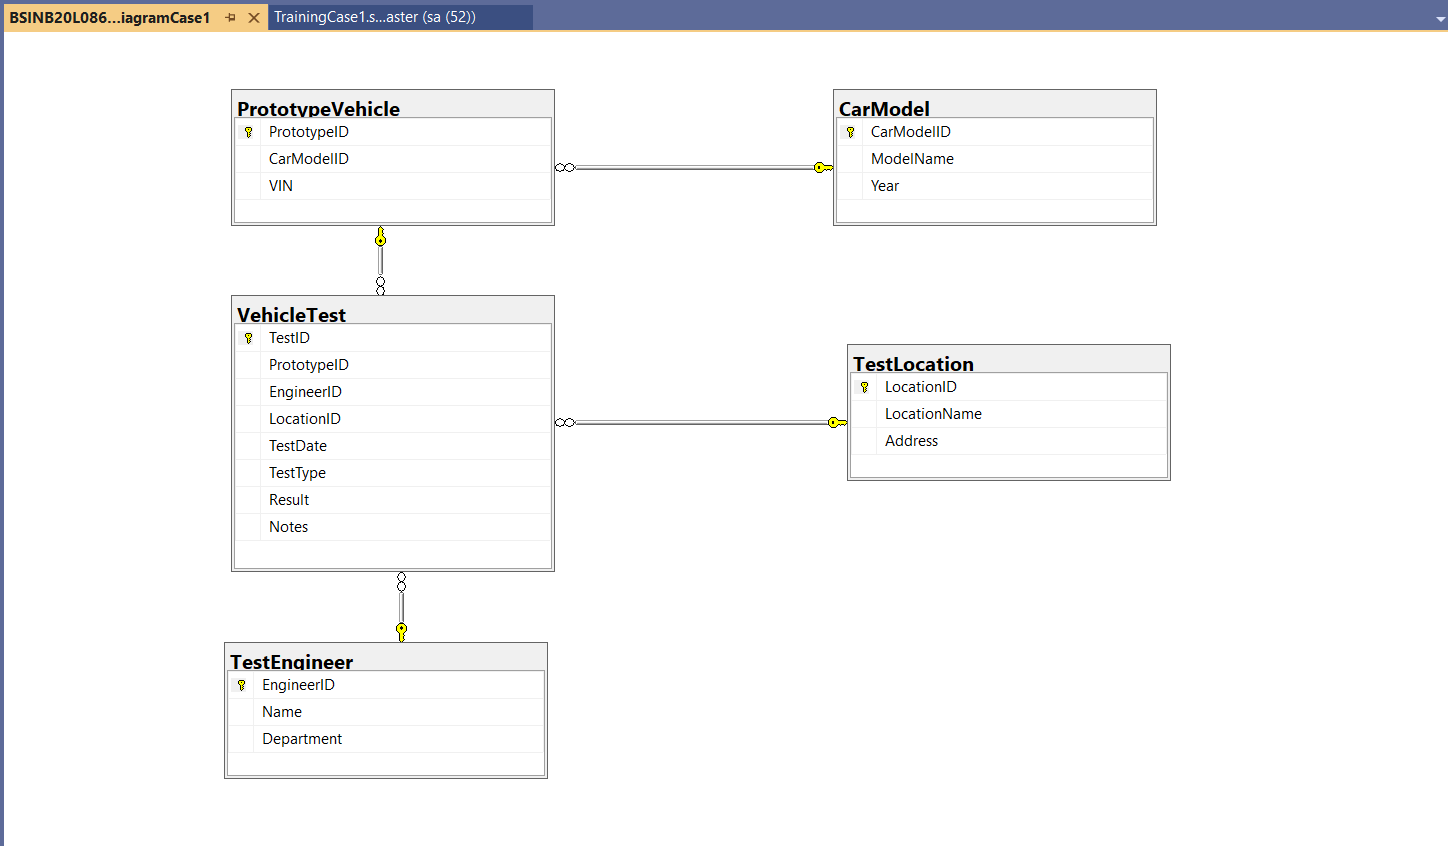 BSINB20L086...iagramCase1
TrainingCase1.s...aster (sa (52))
PrototypeVehicle
PrototypeID
CarModelID
VIN
CarModel
CarModelID
ModelName
Year
VehicleTest
TestID
PrototypeID
EngineerID
LocationID
TestDate
TestType
Result
Notes
TestLocation
LocationID
LocationName
Address
TestEngineer
EngineerID
Name
Department